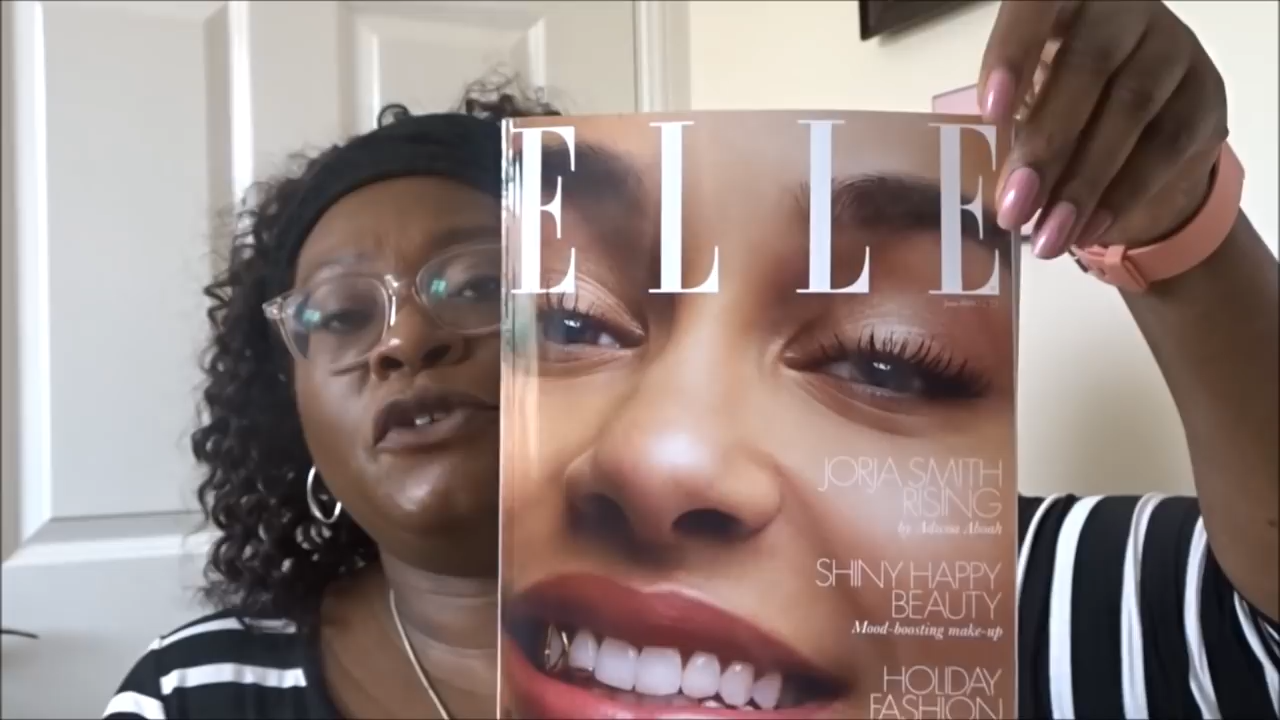 ELLE
JORJA SMITH
RISING
by Adwoa Aboah
SHINY HAPPY
BEAUTY
Mood-boosting make-up
HOLIDAY
FASHION